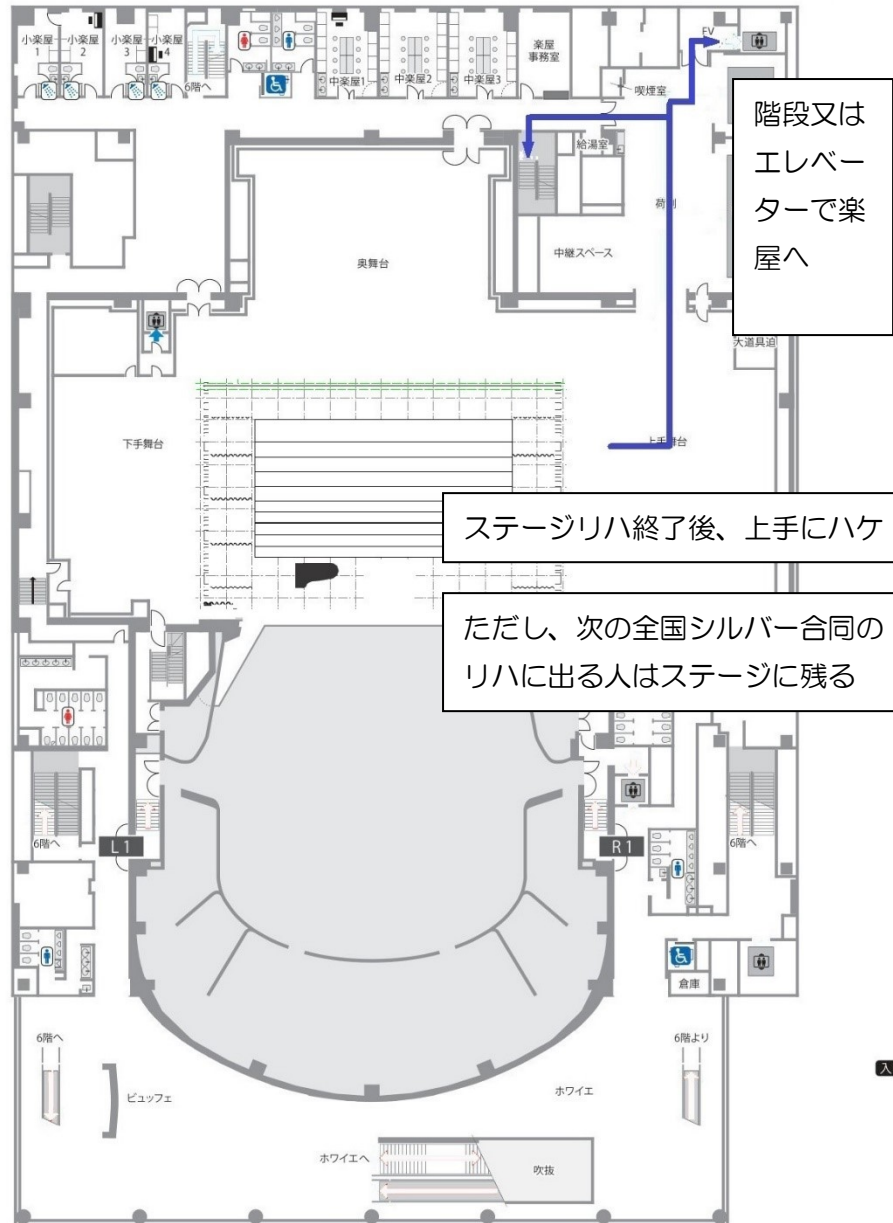 小楽屋
1
小楽屋
2
小楽屋
3
小楽屋
4
6階へ
中楽屋1
中楽屋2
中楽屋3
楽屋
事務室
EV
喫煙室
給湯室
階段又は
エレベー
ターで楽
屋へ
奥舞台
中継スペース
大道具迫
下手舞台
上手舞台
ステージリハ終了後、上手にハケ
ただし、次の全国シルバー合同の
リハに出る人はステージに残る
6階へ
L1
R1
6階へ
倉庫
6階へ
6階より
ビュッフェ
ホワイエ
入
ホワイエへ
吹抜